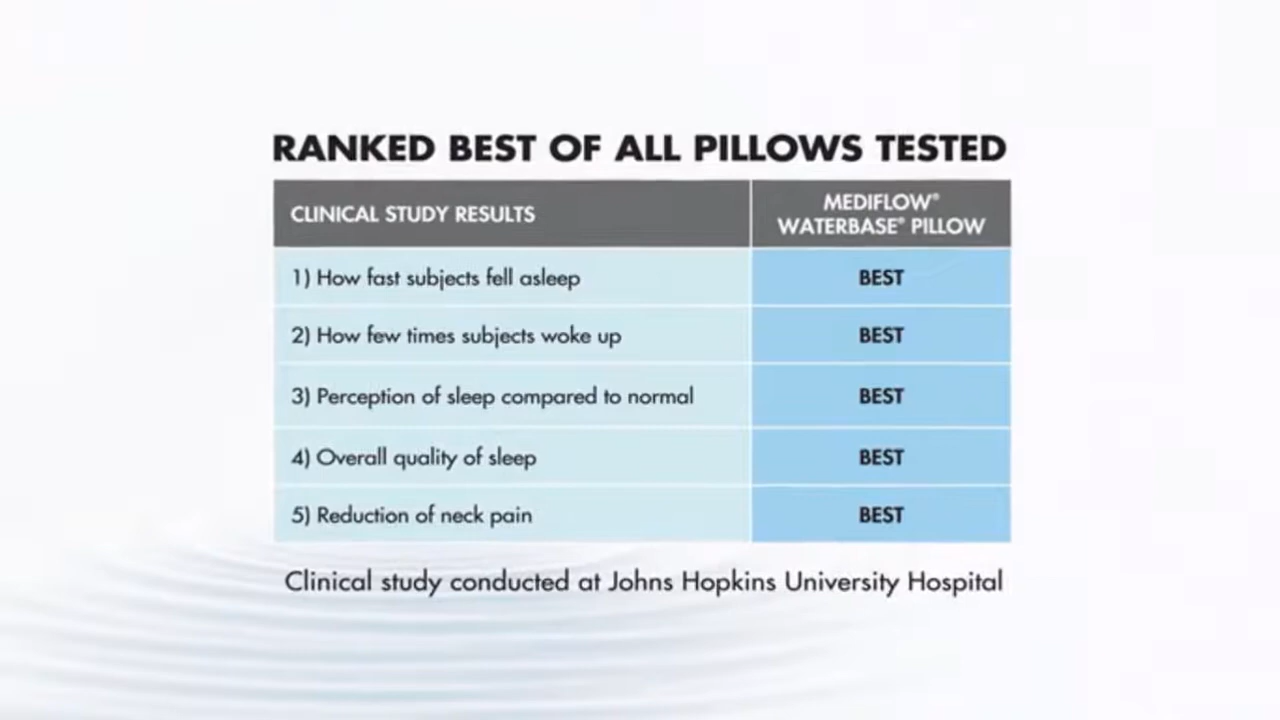 RANKED BEST OF ALL PILLOWS TESTED
CLINICAL STUDY RESULTS
MEDIFLOW®
WATERBASE® PILLOW
1) How fast subjects fell asleep
BEST
2) How few times subjects woke up
BEST
3) Perception of sleep compared to normal
BEST
4) Overall quality of sleep
BEST
5) Reduction of neck pain
BEST
Clinical study conducted at Johns Hopkins University Hospital